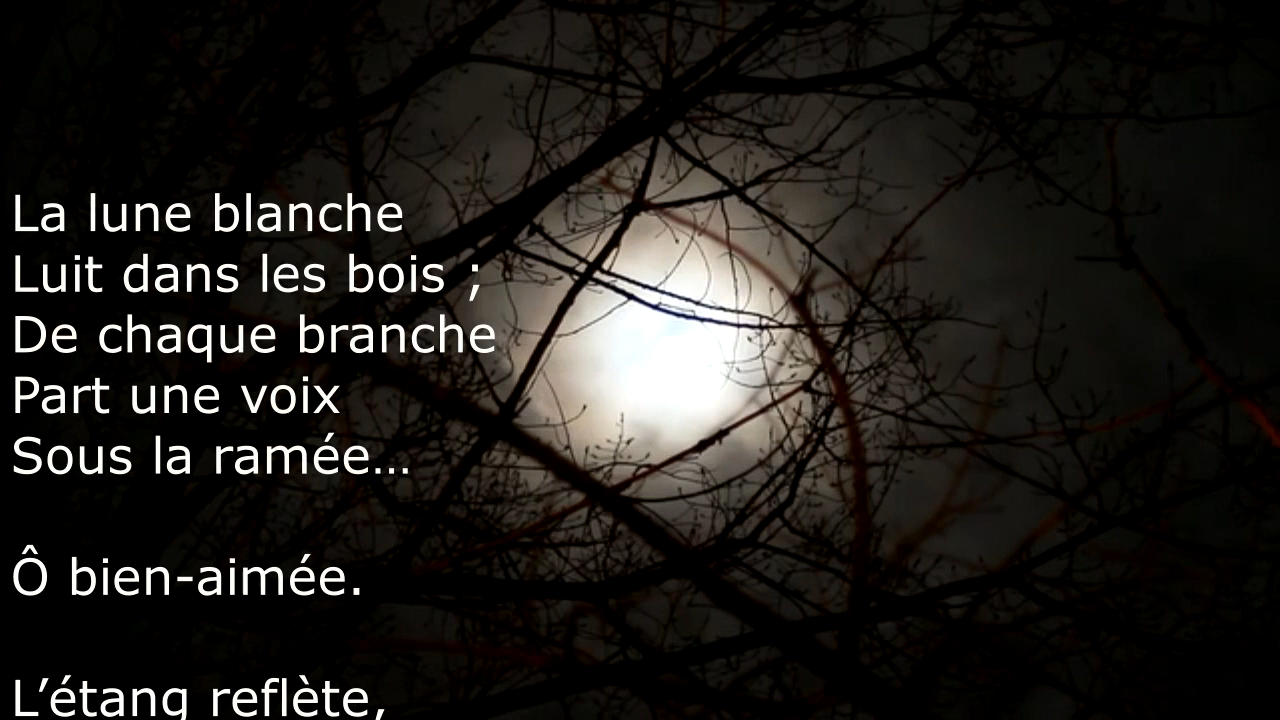 La lune blanche
Luit dans les bois ;
De chaque branche
Part une voix
Sous la ramée…
Ô bien-aimée.
L’étang reflète,